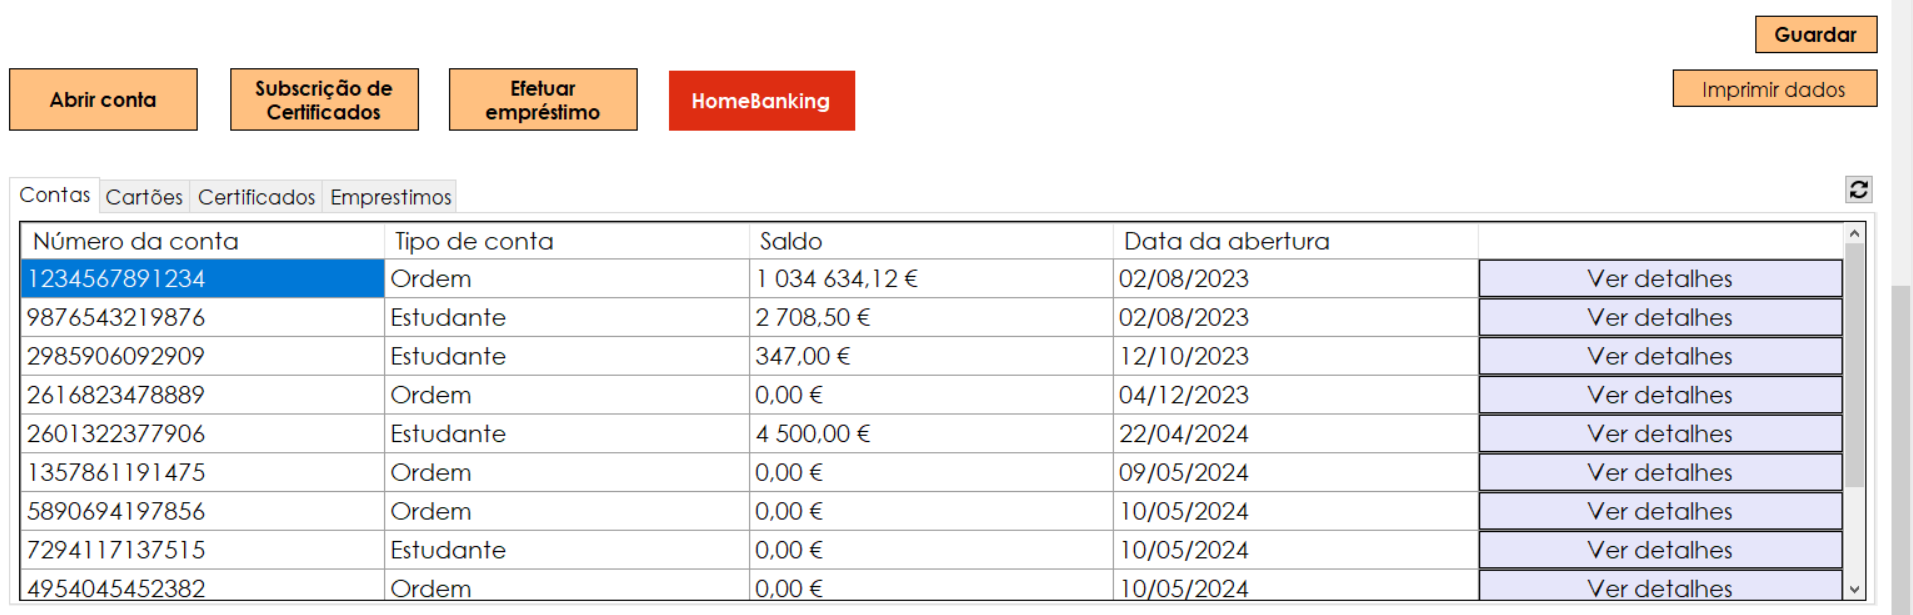 Guardar
Abrir conta
Subscrição de
Certificados
Efetuar
empréstimo
HomeBanking
Imprimir dados
Contas Cartões Certificados Emprestimos
Número da conta Tipo de conta Saldo Data da abertura
1234567891234 Ordem 1 034 634,12 € 02/08/2023 Ver detalhes
9876543219876 Estudante 2 708,50 € 02/08/2023 Ver detalhes
2985906092909 Estudante 347,00 € 12/10/2023 Ver detalhes
2616823478889 Ordem 0,00 € 04/12/2023 Ver detalhes
2601322377906 Estudante 4 500,00 € 22/04/2024 Ver detalhes
1357861191475 Ordem 0,00 € 09/05/2024 Ver detalhes
5890694197856 Ordem 0,00 € 10/05/2024 Ver detalhes
7294117137515 Estudante 0,00 € 10/05/2024 Ver detalhes
4954045452382 Ordem 0,00 € 10/05/2024 Ver detalhes